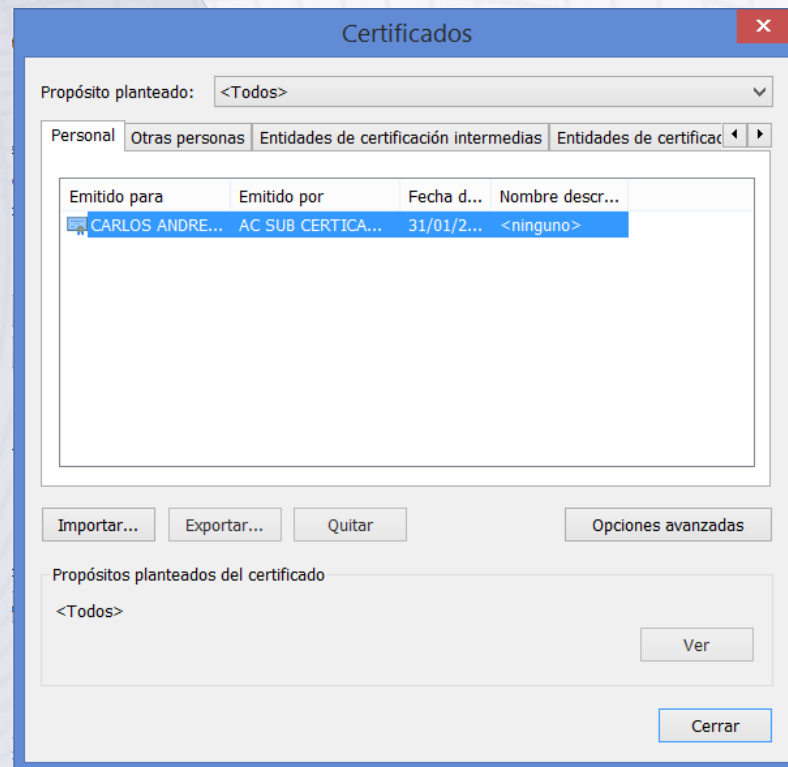 Certificados
Propósito planteado: <Todos>
Personal Otras personas Entidades de certificación intermedias Entidades de certificac
Emitido para Emitido por Fecha d... Nombre descr...
CARLOS ANDRE... AC SUB CERTICA... 31/01/2... <ninguno>
Importar... Exportar... Quitar Opciones avanzadas
Propósitos planteados del certificado
<Todos>
Ver
Cerrar